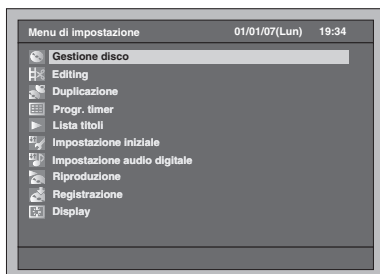 Menu di impostazione 01/01/07(Lun) 19:34
Gestione disco
Editing
Duplicazione
Progr. timer
Lista titoli
Impostazione iniziale
Impostazione audio digitale
Riproduzione
Registrazione
Display